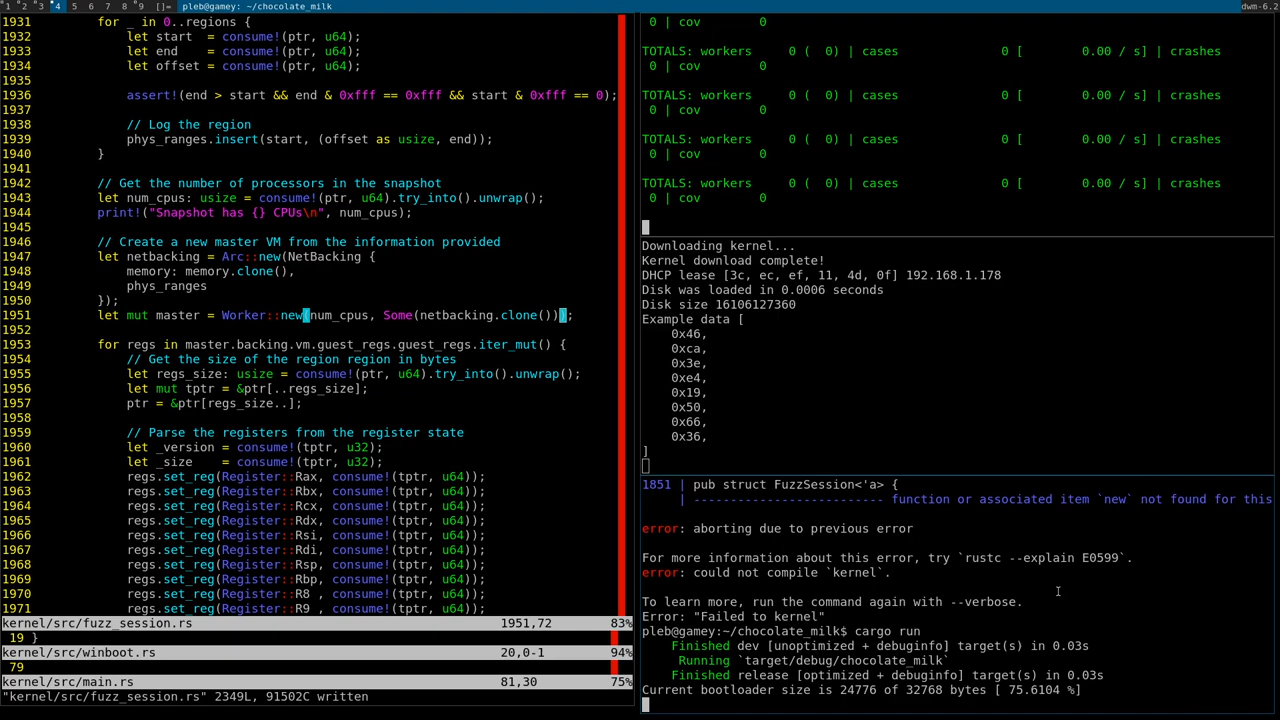 1 2 3 4 5 6 7 8 9 []= pleb@gamey: ~/chocolate_milk dwm-6.2
1931 for _ in 0..regions {
1932 let start = consume!(ptr, u64);
1933 let end = consume!(ptr, u64);
1934 let offset = consume!(ptr, u64);
1935
1936 assert!(end > start && end & 0xfff == 0xfff && start & 0xfff == 0);
1937
1938 // Log the region
1939 phys_ranges.insert(start, (offset as usize, end));
1940 }
1941
1942 // Get the number of processors in the snapshot
1943 let num_cpus: usize = consume!(ptr, u64).try_into().unwrap();
1944 print!("Snapshot has {} CPUs\n", num_cpus);
1945
1946 // Create a new master VM from the information provided
1947 let netbacking = Arc::new(NetBacking {
1948 memory: memory.clone(),
1949 phys_ranges
1950 });
1951 let mut master = Worker::new(num_cpus, Some(netbacking.clone()));
1952
1953 for regs in master.backing.vm.guest_regs.guest_regs.iter_mut() {
1954 // Get the size of the region region in bytes
1955 let regs_size: usize = consume!(ptr, u64).try_into().unwrap();
1956 let mut tptr = &ptr[..regs_size];
1957 ptr = &ptr[regs_size..];
1958
1959 // Parse the registers from the register state
1960 let _version = consume!(tptr, u32);
1961 let _size = consume!(tptr, u32);
1962 regs.set_reg(Register::Rax, consume!(tptr, u64));
1963 regs.set_reg(Register::Rbx, consume!(tptr, u64));
1964 regs.set_reg(Register::Rcx, consume!(tptr, u64));
1965 regs.set_reg(Register::Rdx, consume!(tptr, u64));
1966 regs.set_reg(Register::Rsi, consume!(tptr, u64));
1967 regs.set_reg(Register::Rdi, consume!(tptr, u64));
1968 regs.set_reg(Register::Rsp, consume!(tptr, u64));
1969 regs.set_reg(Register::Rbp, consume!(tptr, u64));
1970 regs.set_reg(Register::R8 , consume!(tptr, u64));
1971 regs.set_reg(Register::R9 , consume!(tptr, u64));
kernel/src/fuzz_session.rs 1951,72 83%
19 }
kernel/src/winboot.rs 20,0-1 94%
79
kernel/src/main.rs 81,30 75%
"kernel/src/fuzz_session.rs" 2349L, 91502C written
0 | cov 0
TOTALS: workers 0 ( 0) | cases 0 [ 0.00 / s] | crashes
0 | cov 0
TOTALS: workers 0 ( 0) | cases 0 [ 0.00 / s] | crashes
0 | cov 0
TOTALS: workers 0 ( 0) | cases 0 [ 0.00 / s] | crashes
0 | cov 0
TOTALS: workers 0 ( 0) | cases 0 [ 0.00 / s] | crashes
0 | cov 0
Downloading kernel...
Kernel download complete!
DHCP lease [3c, ec, ef, 11, 4d, 0f] 192.168.1.178
Disk was loaded in 0.0006 seconds
Disk size 16106127360
Example data [
0x46,
0xca,
0x3e,
0xe4,
0x19,
0x50,
0x66,
0x36,
]
1851 | pub struct FuzzSession<'a> {
| -------------------------- function or associated item `new` not found for this
error: aborting due to previous error
For more information about this error, try `rustc --explain E0599`.
error: could not compile `kernel`.
To learn more, run the command again with --verbose.
Error: "Failed to kernel"
pleb@gamey:~/chocolate_milk$ cargo run
Finished dev [unoptimized + debuginfo] target(s) in 0.03s
Running `target/debug/chocolate_milk`
Finished release [optimized + debuginfo] target(s) in 0.03s
Current bootloader size is 24776 of 32768 bytes [ 75.6104 %]